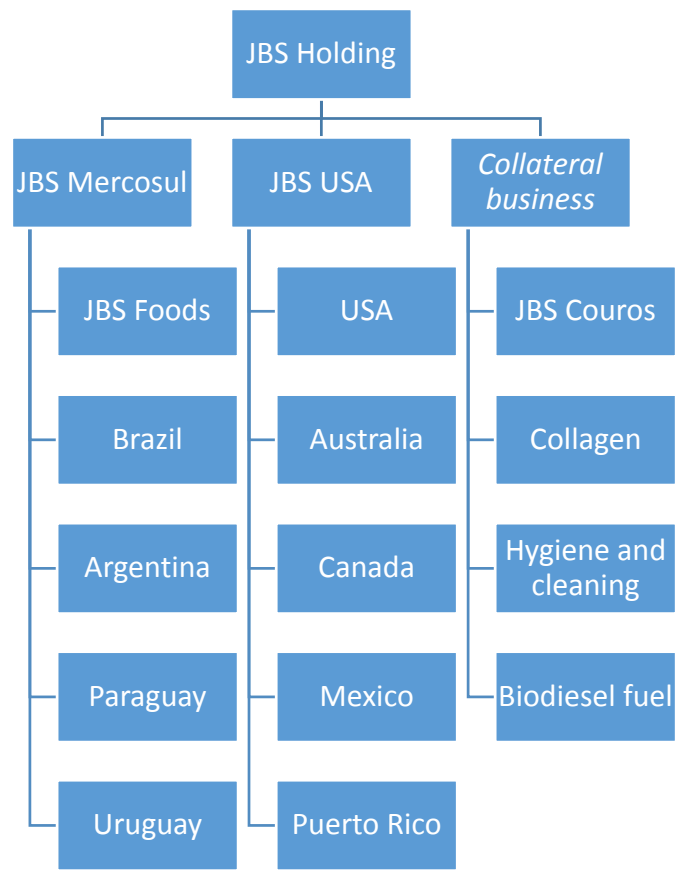 JBS Holding
JBS Mercosul
JBS USA
Collateral
business
JBS Foods
USA
JBS Couros
Brazil
Australia
Collagen
Argentina
Canada
Hygiene and
cleaning
Paraguay
Mexico
Biodiesel fuel
Uruguay
Puerto Rico